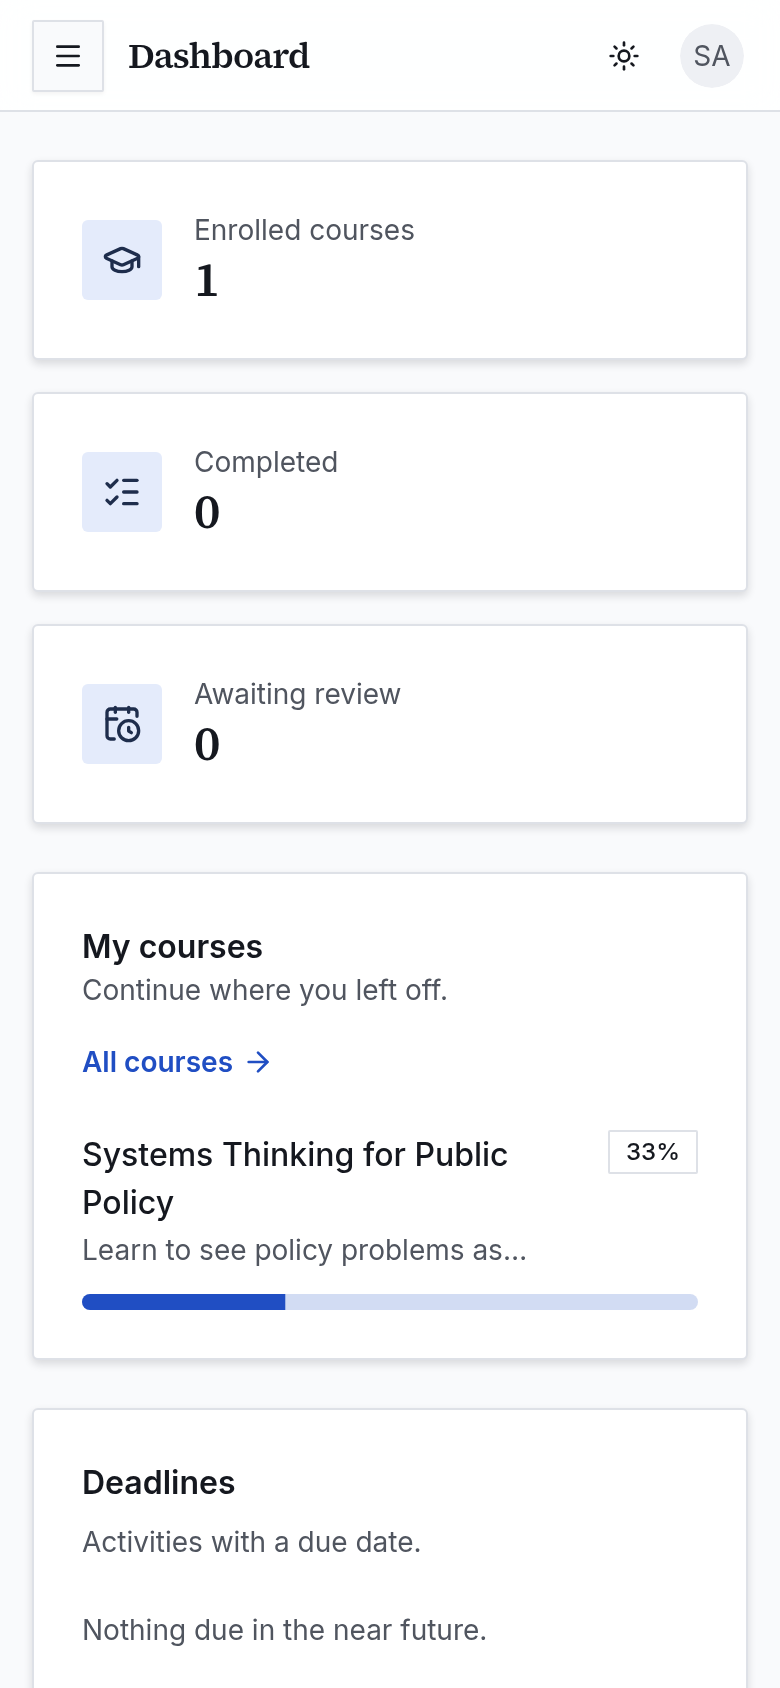 Dashboard
SA
Enrolled courses
1
Completed
0
Awaiting review
0
My courses
Continue where you left off.
All courses
Systems Thinking for Public
Policy
33%
Learn to see policy problems as...
Deadlines
Activities with a due date.
Nothing due in the near future.